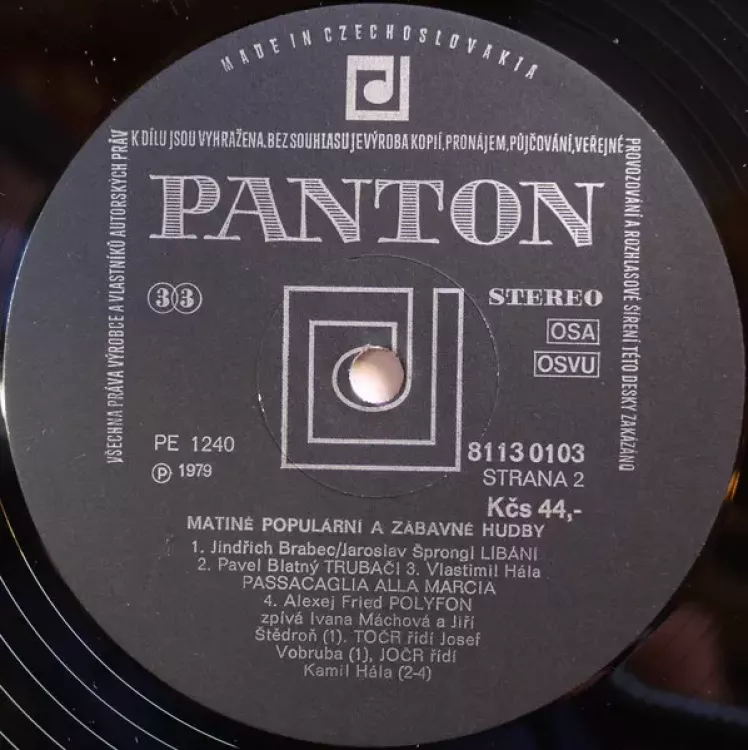 MADE IN CZECHOSLOVAKIA
VŠECHNA PRÁVA VÝROBCE A VLASTNÍKŮ AUTORSKÝCH PRÁV
K DÍLU JSOU VYHRAŽENA. BEZ SOUHLASU JE VÝROBA KOPIÍ, PRONÁJEM, PŮJČOVÁNÍ, VEŘEJNÉ
PROVOZOVÁNÍ A ROZHLASOVÉ ŠÍŘENÍ TÉTO DESKY ZAKÁZÁNO
PANTON
33
STEREO
OSA
OSVU
PE 1240
℗ 1979
8113 0103
STRANA 2
Kčs 44,-
MATINÉ POPULÁRNÍ A ZÁBAVNÉ HUDBY
1. Jindřich Brabec/Jaroslav Šprongl LÍBÁNÍ
2. Pavel Blatný TRUBAČI 3. Vlastimil Hála
PASSACAGLIA ALLA MARCIA
4. Alexej Fried POLYFON
zpívá Ivana Máchová a Jiří
Štědroň (1). TOČR řídí Josef
Vobruba (1), JOČR řídí
Kamil Hála (2-4)